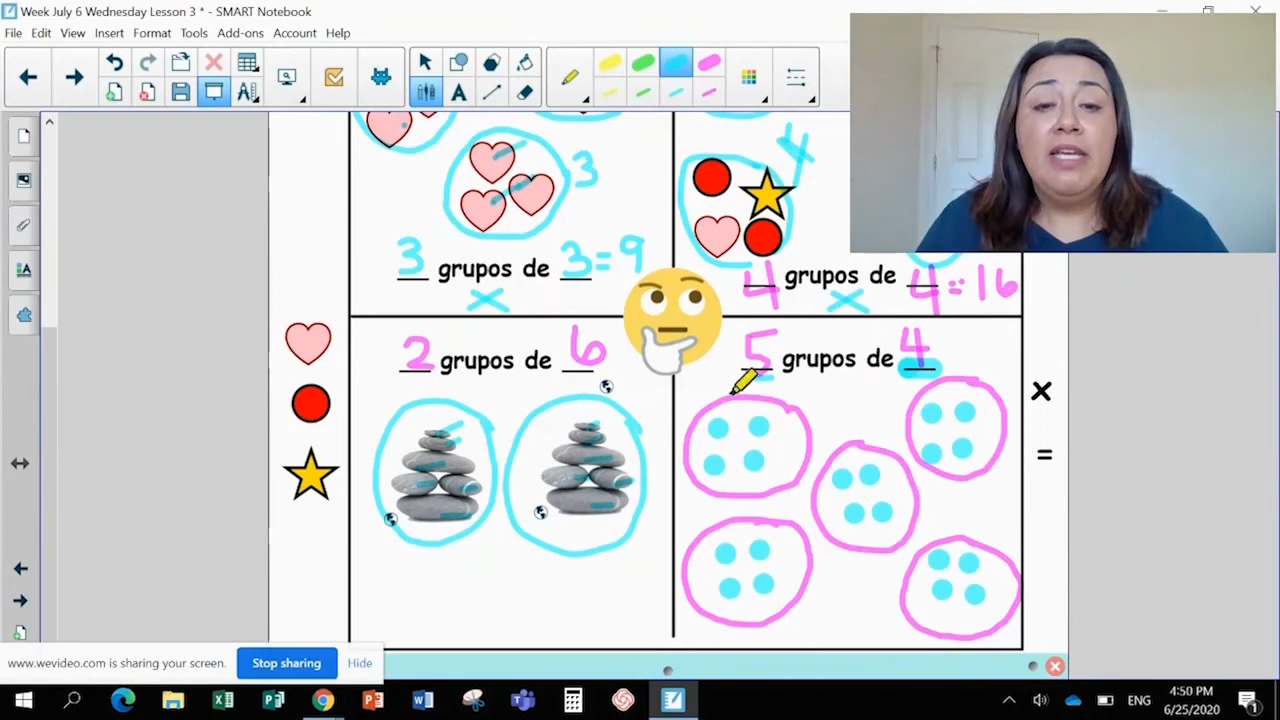 Week July 6 Wednesday Lesson 3 * - SMART Notebook
File Edit View Insert Format Tools Add-ons Account Help
3
4
3 grupos de 3 = 9
x
4 grupos de 4 = 16
x
2 grupos de 6
5 grupos de 4
x
=
www.wevideo.com is sharing your screen. Stop sharing Hide
ENG
4:50 PM
6/25/2020
1